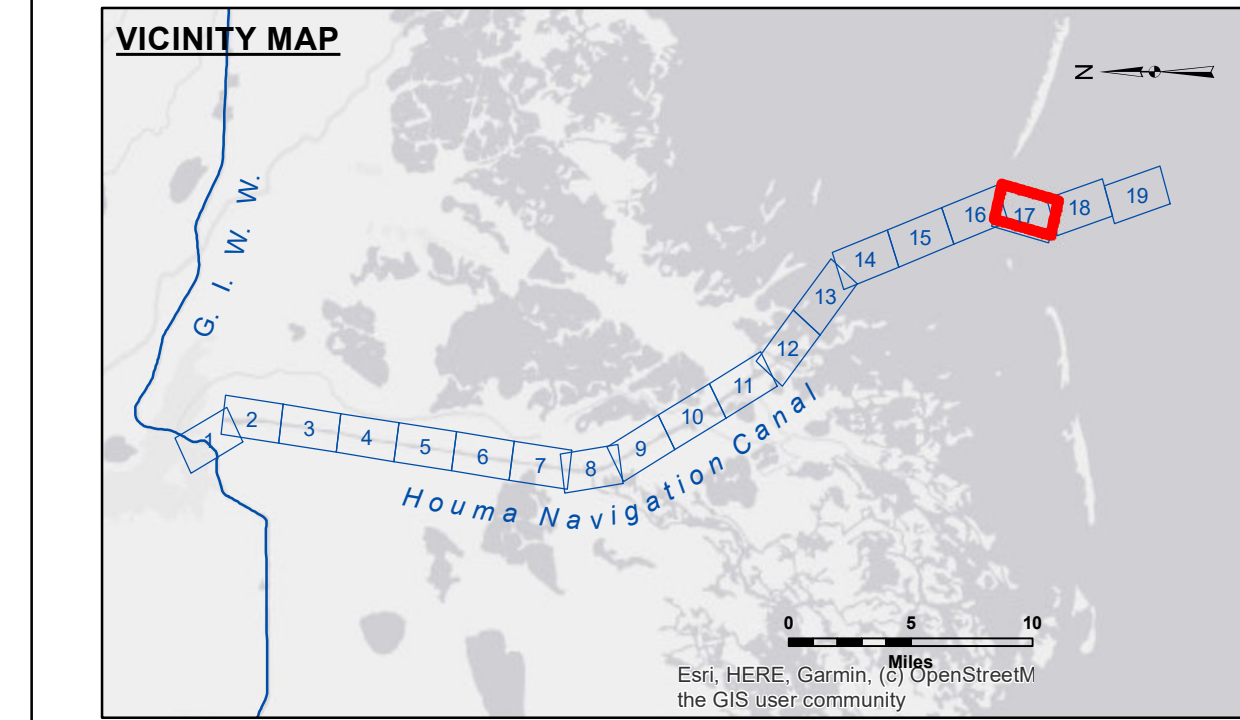 VICINITY MAP
N
G. I. W. W.
1
2
3
4
5
6
7
8
9
10
11
12
13
14
15
16
17
18
19
Houma Navigation Canal
0 5 10
Miles
Esri, HERE, Garmin, (c) OpenStreetM
the GIS user community